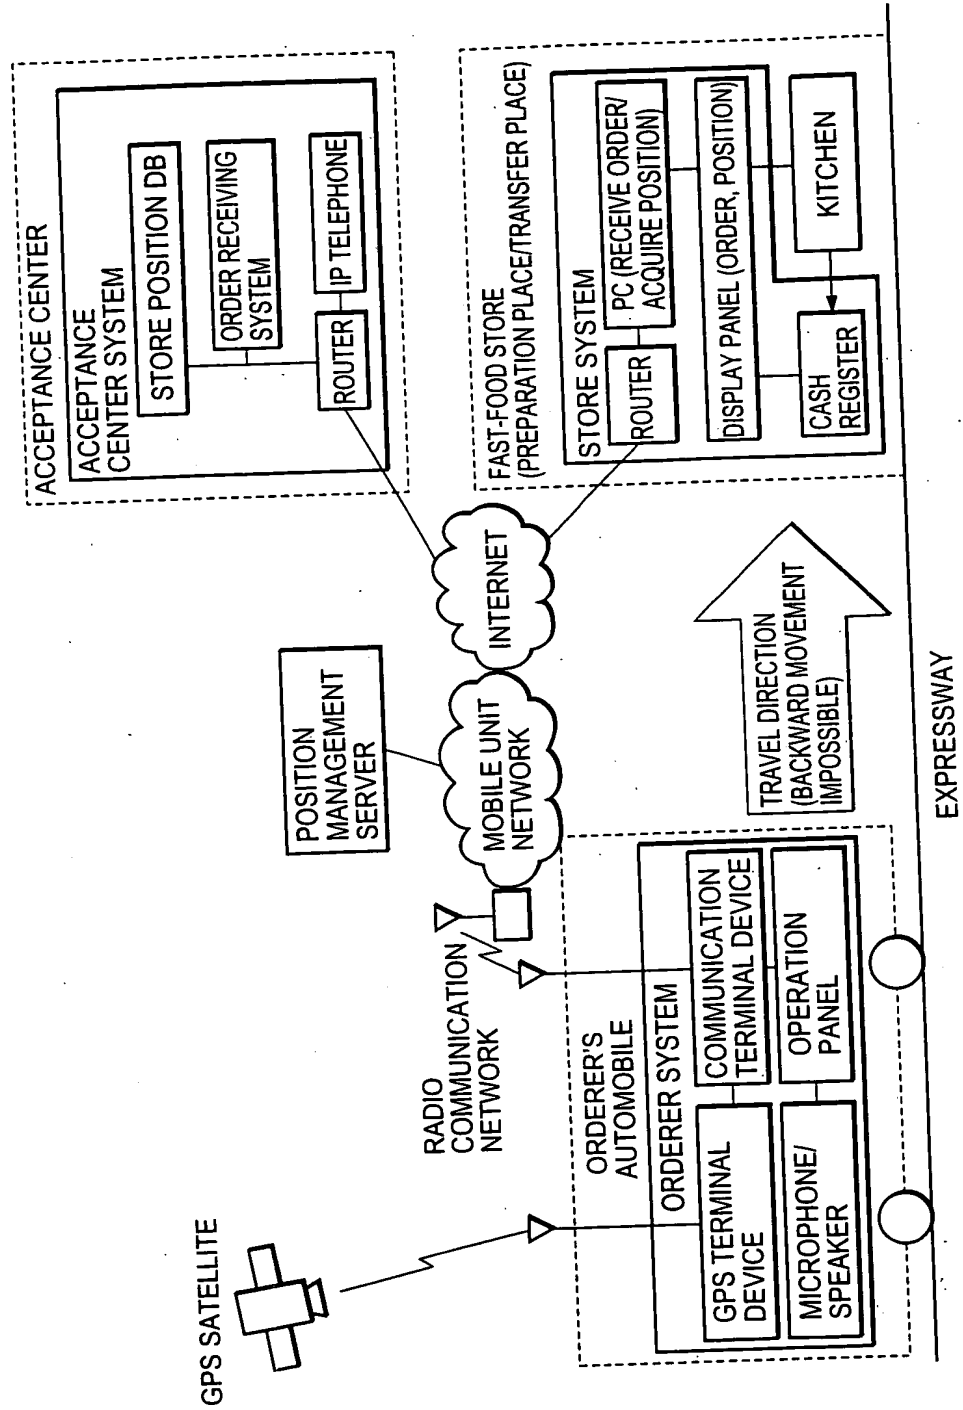 GPS SATELLITE
RADIO
COMMUNICATION
NETWORK
POSITION
MANAGEMENT
SERVER
MOBILE UNIT
NETWORK
INTERNET
ACCEPTANCE CENTER
ACCEPTANCE
CENTER SYSTEM
STORE POSITION DB
ORDER RECEIVING
SYSTEM
ROUTER
IP TELEPHONE
ORDERER'S
AUTOMOBILE
ORDERER SYSTEM
GPS TERMINAL
DEVICE
COMMUNICATION
TERMINAL DEVICE
MICROPHONE/
SPEAKER
OPERATION
PANEL
TRAVEL DIRECTION
(BACKWARD MOVEMENT
IMPOSSIBLE)
FAST-FOOD STORE
(PREPARATION PLACE/TRANSFER PLACE)
STORE SYSTEM
ROUTER
PC (RECEIVE ORDER/
ACQUIRE POSITION)
DISPLAY PANEL (ORDER, POSITION)
CASH
REGISTER
KITCHEN
EXPRESSWAY